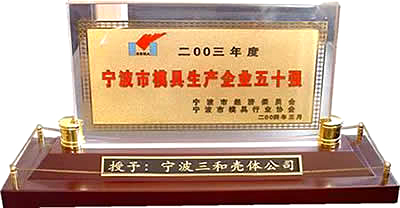 二00三年度
宁波市模具生产企业五十强
宁波市经济委员会
宁波市模具行业协会
二00四年三月
授于：宁波三和壳体公司